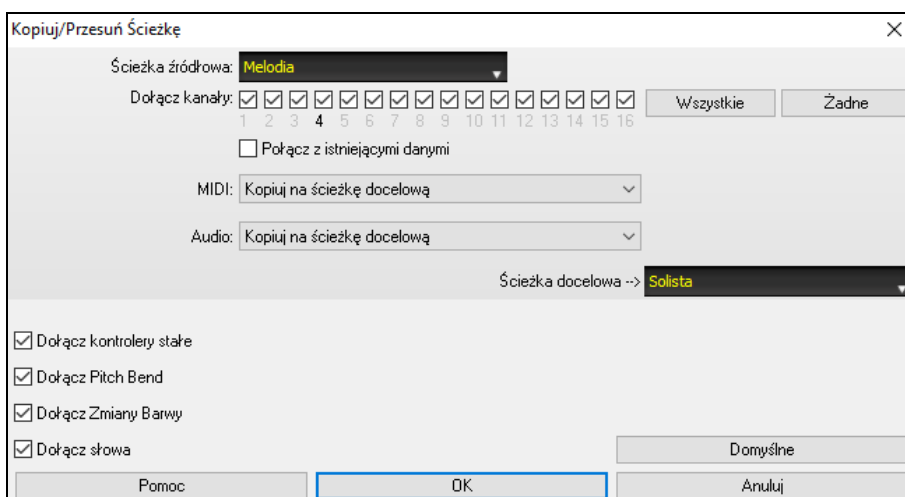 Kopiuj/Przesuń Ścieżkę
Ścieżka źródłowa: Melodia
Dołącz kanały: Wszystkie Żadne
1 2 3 4 5 6 7 8 9 10 11 12 13 14 15 16
Połącz z istniejącymi danymi
MIDI: Kopiuj na ścieżkę docelową
Audio: Kopiuj na ścieżkę docelową
Ścieżka docelowa --> Solista
Dołącz kontrolery stałe
Dołącz Pitch Bend
Dołącz Zmiany Barwy
Dołącz słowa Domyślne
Pomoc OK Anuluj